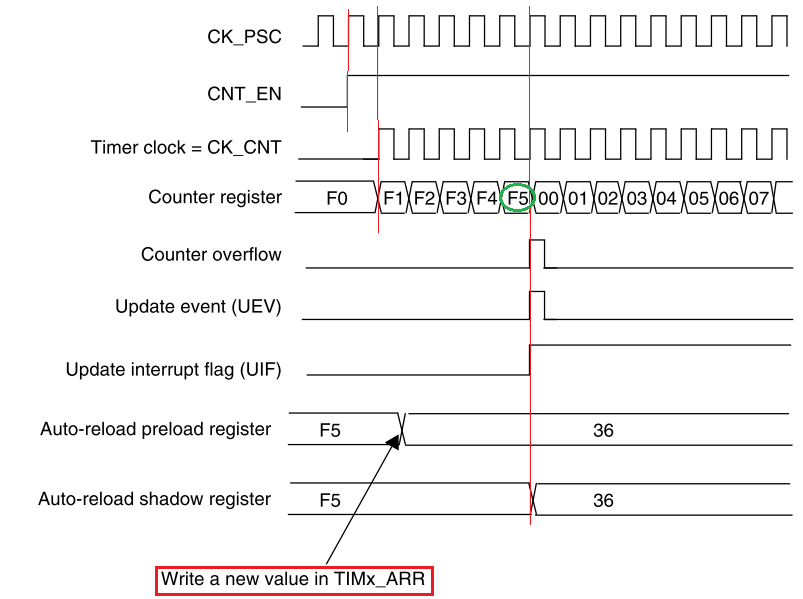 CK_PSC
CNT_EN
Timer clock = CK_CNT
Counter register F0 F1 F2 F3 F4 F5 00 01 02 03 04 05 06 07
Counter overflow
Update event (UEV)
Update interrupt flag (UIF)
Auto-reload preload register F5 36
Auto-reload shadow register F5 36
Write a new value in TIMx_ARR